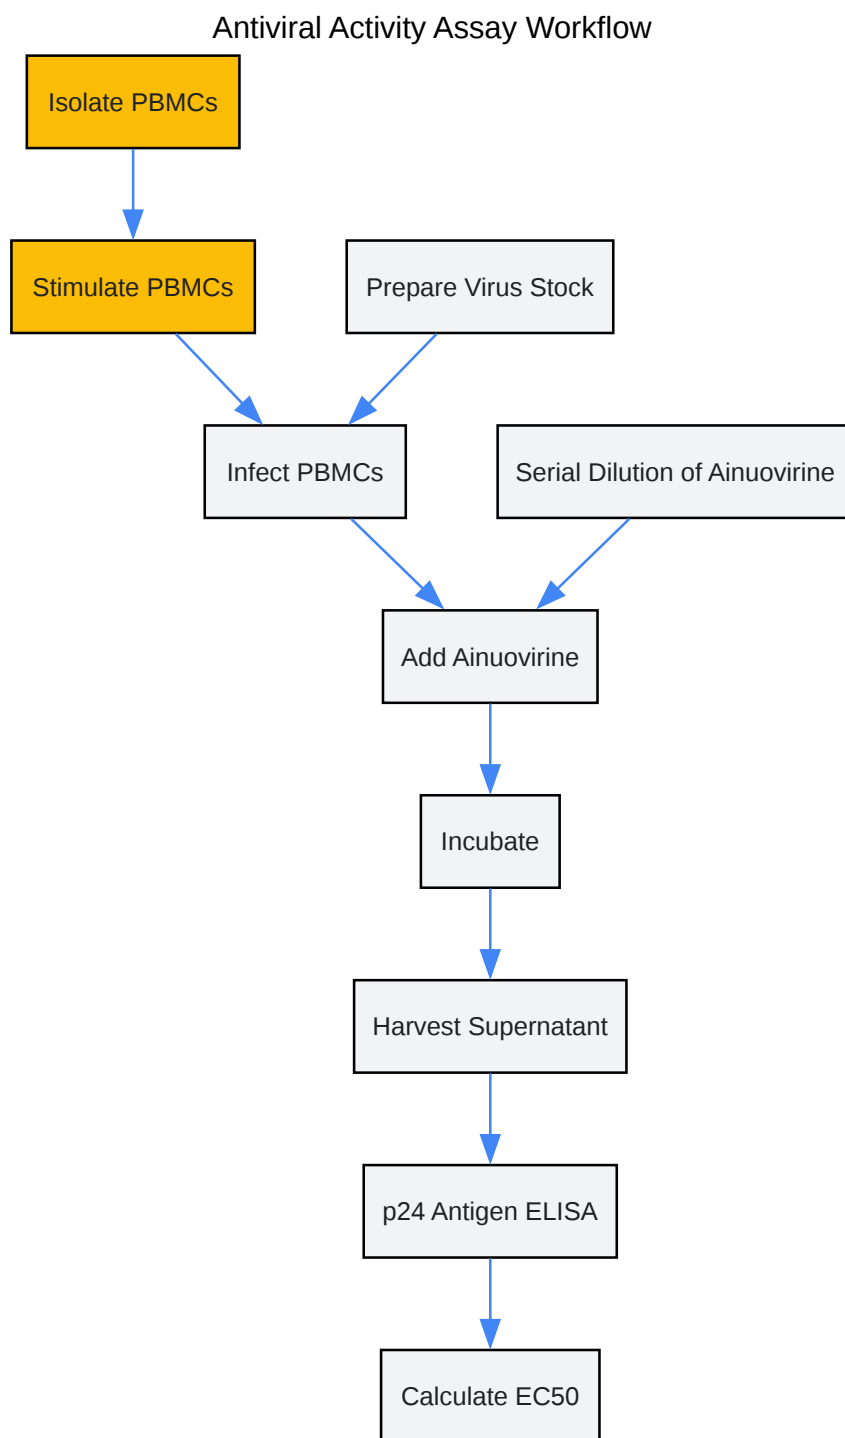 Antiviral Activity Assay Workflow
Isolate PBMCs
Stimulate PBMCs
Prepare Virus Stock
Infect PBMCs
Serial Dilution of Ainuovirine
Add Ainuovirine
Incubate
Harvest Supernatant
p24 Antigen ELISA
Calculate EC50